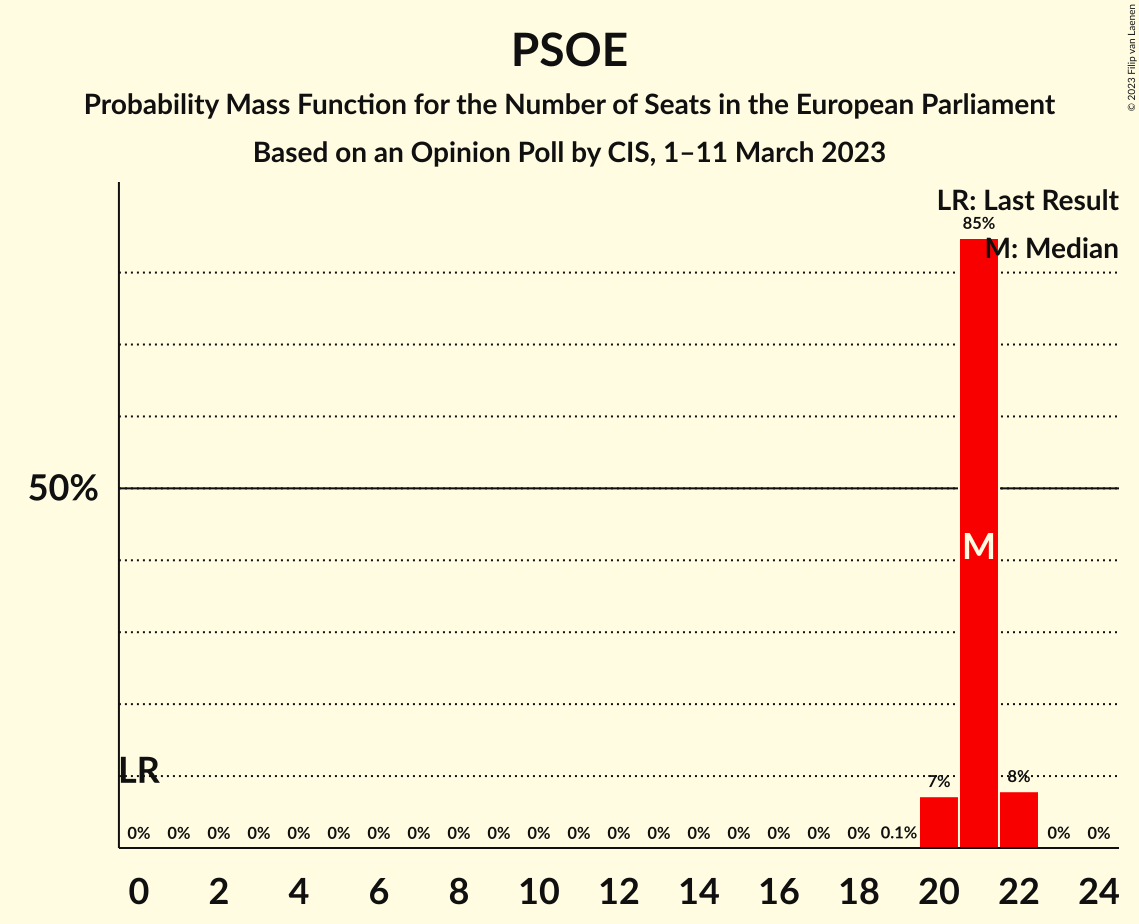 PSOE
Probability Mass Function for the Number of Seats in the European Parliament
Based on an Opinion Poll by CIS, 1–11 March 2023
© 2023 Filip van Laenen
LR: Last Result
85%
M: Median
50%
M
LR
0% 0% 0% 0% 0% 0% 0% 0% 0% 0% 0% 0% 0% 0% 0% 0% 0% 0% 0% 0.1% 7% 8% 0% 0%
0 2 4 6 8 10 12 14 16 18 20 22 24